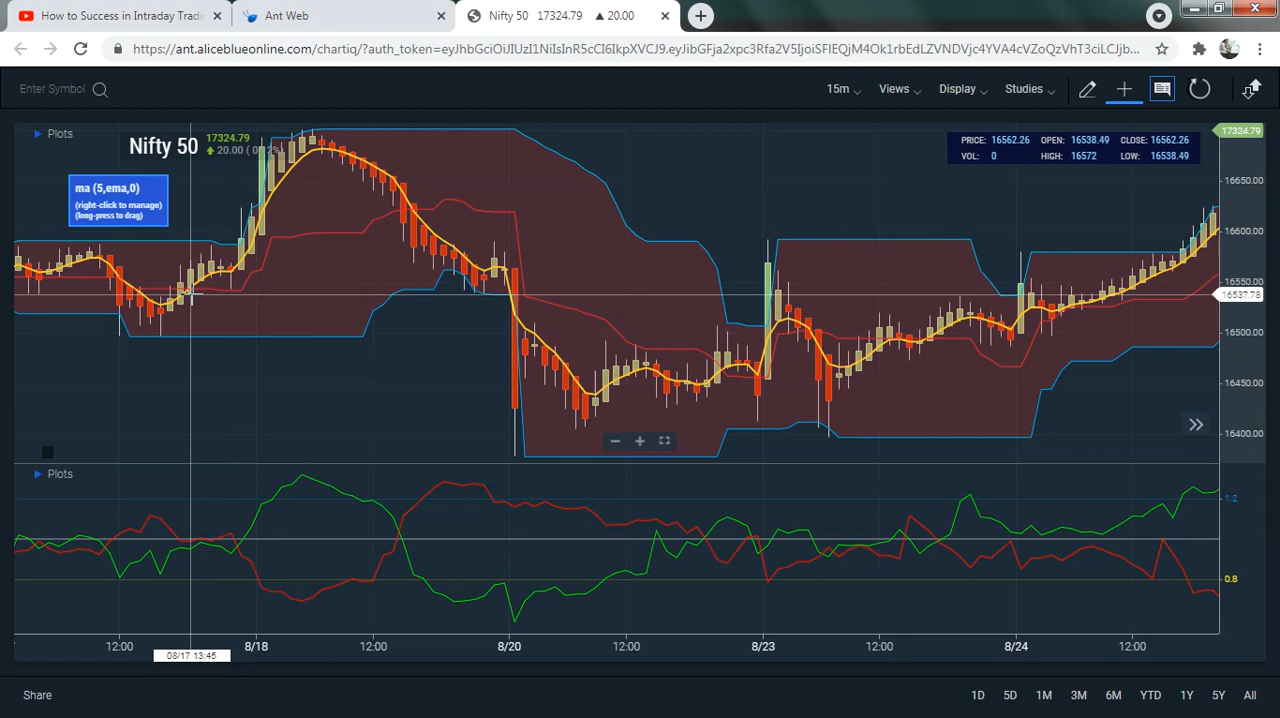 How to Success in Intraday Tradi
Ant Web
Nifty 50 17324.79 ▲ 20.00
Enter Symbol
15m
Views
Display
Studies
Plots
Nifty 50
17324.79
20.00
PRICE: 16562.26 OPEN: 16538.49 CLOSE: 16562.26
VOL: 0 HIGH: 16572 LOW: 16538.49
ma (5,ema,0)
(right-click to manage)
(long-press to drag)
17324.79
16650.00
16600.00
16550.00
16537.78
16500.00
16450.00
16400.00
Plots
1.2
0.8
12:00 8/18 12:00 8/20 12:00 8/23 12:00 8/24 12:00
08/17 13:45
Share
1D 5D 1M 3M 6M YTD 1Y 5Y All